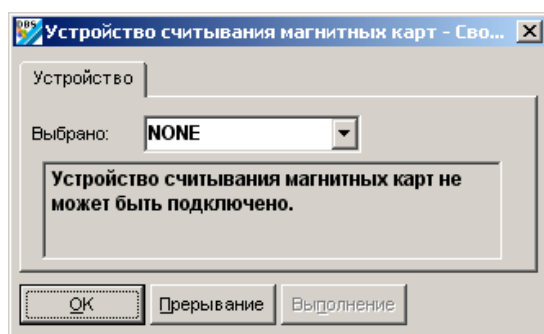 DBS Устройство считывания магнитных карт - Сво...
Устройство
Выбрано: NONE
Устройство считывания магнитных карт не
может быть подключено.
OK Прерывание Выполнение